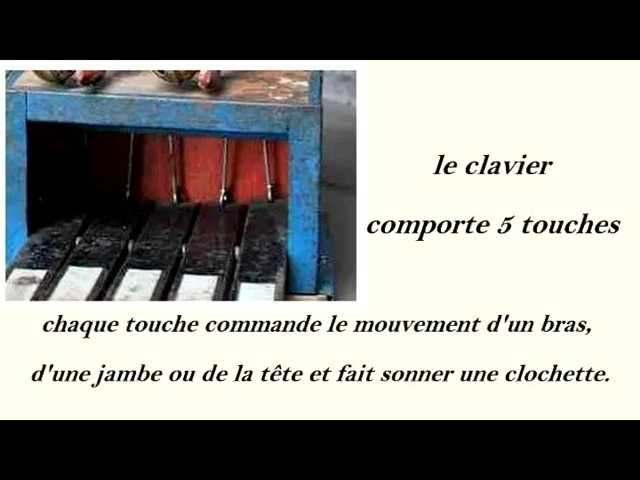 le clavier
comporte 5 touches
chaque touche commande le mouvement d'un bras,
d'une jambe ou de la tête et fait sonner une clochette.